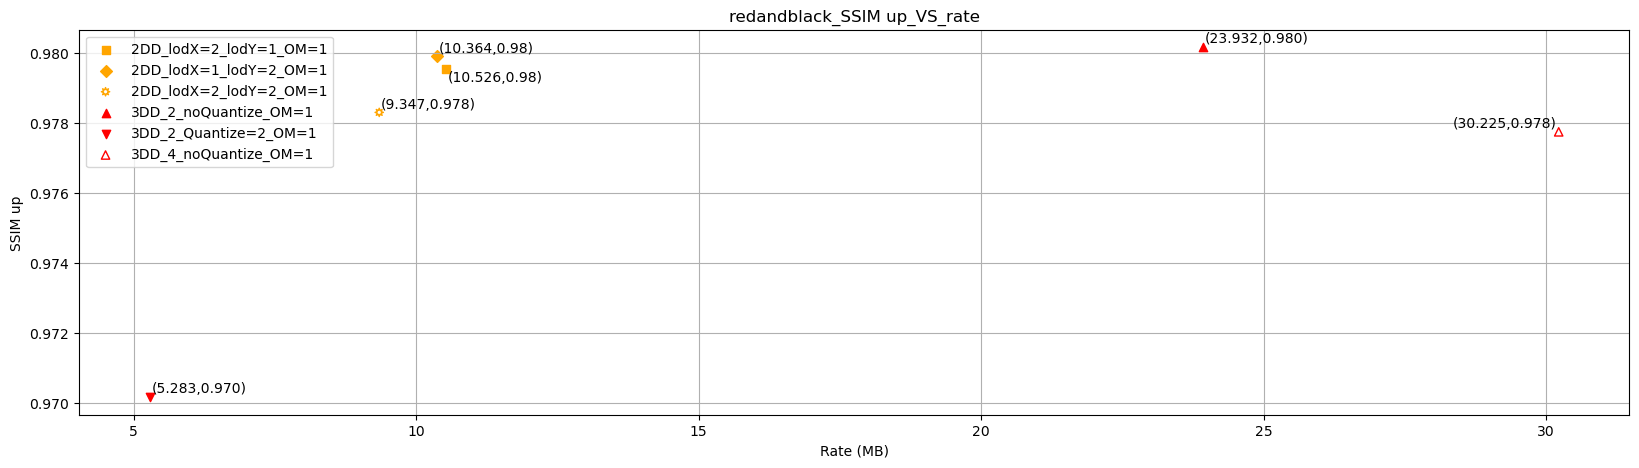 redandblack_SSIM up_VS_rate
2DD_lodX=2_lodY=1_OM=1
2DD_lodX=1_lodY=2_OM=1
2DD_lodX=2_lodY=2_OM=1
3DD_2_noQuantize_OM=1
3DD_2_Quantize=2_OM=1
3DD_4_noQuantize_OM=1
(10.364,0.98)
(10.526,0.98)
(9.347,0.978)
(23.932,0.980)
(30.225,0.978)
(5.283,0.970)
SSIM up
0.980
0.978
0.976
0.974
0.972
0.970
5
10
15
20
25
30
Rate (MB)